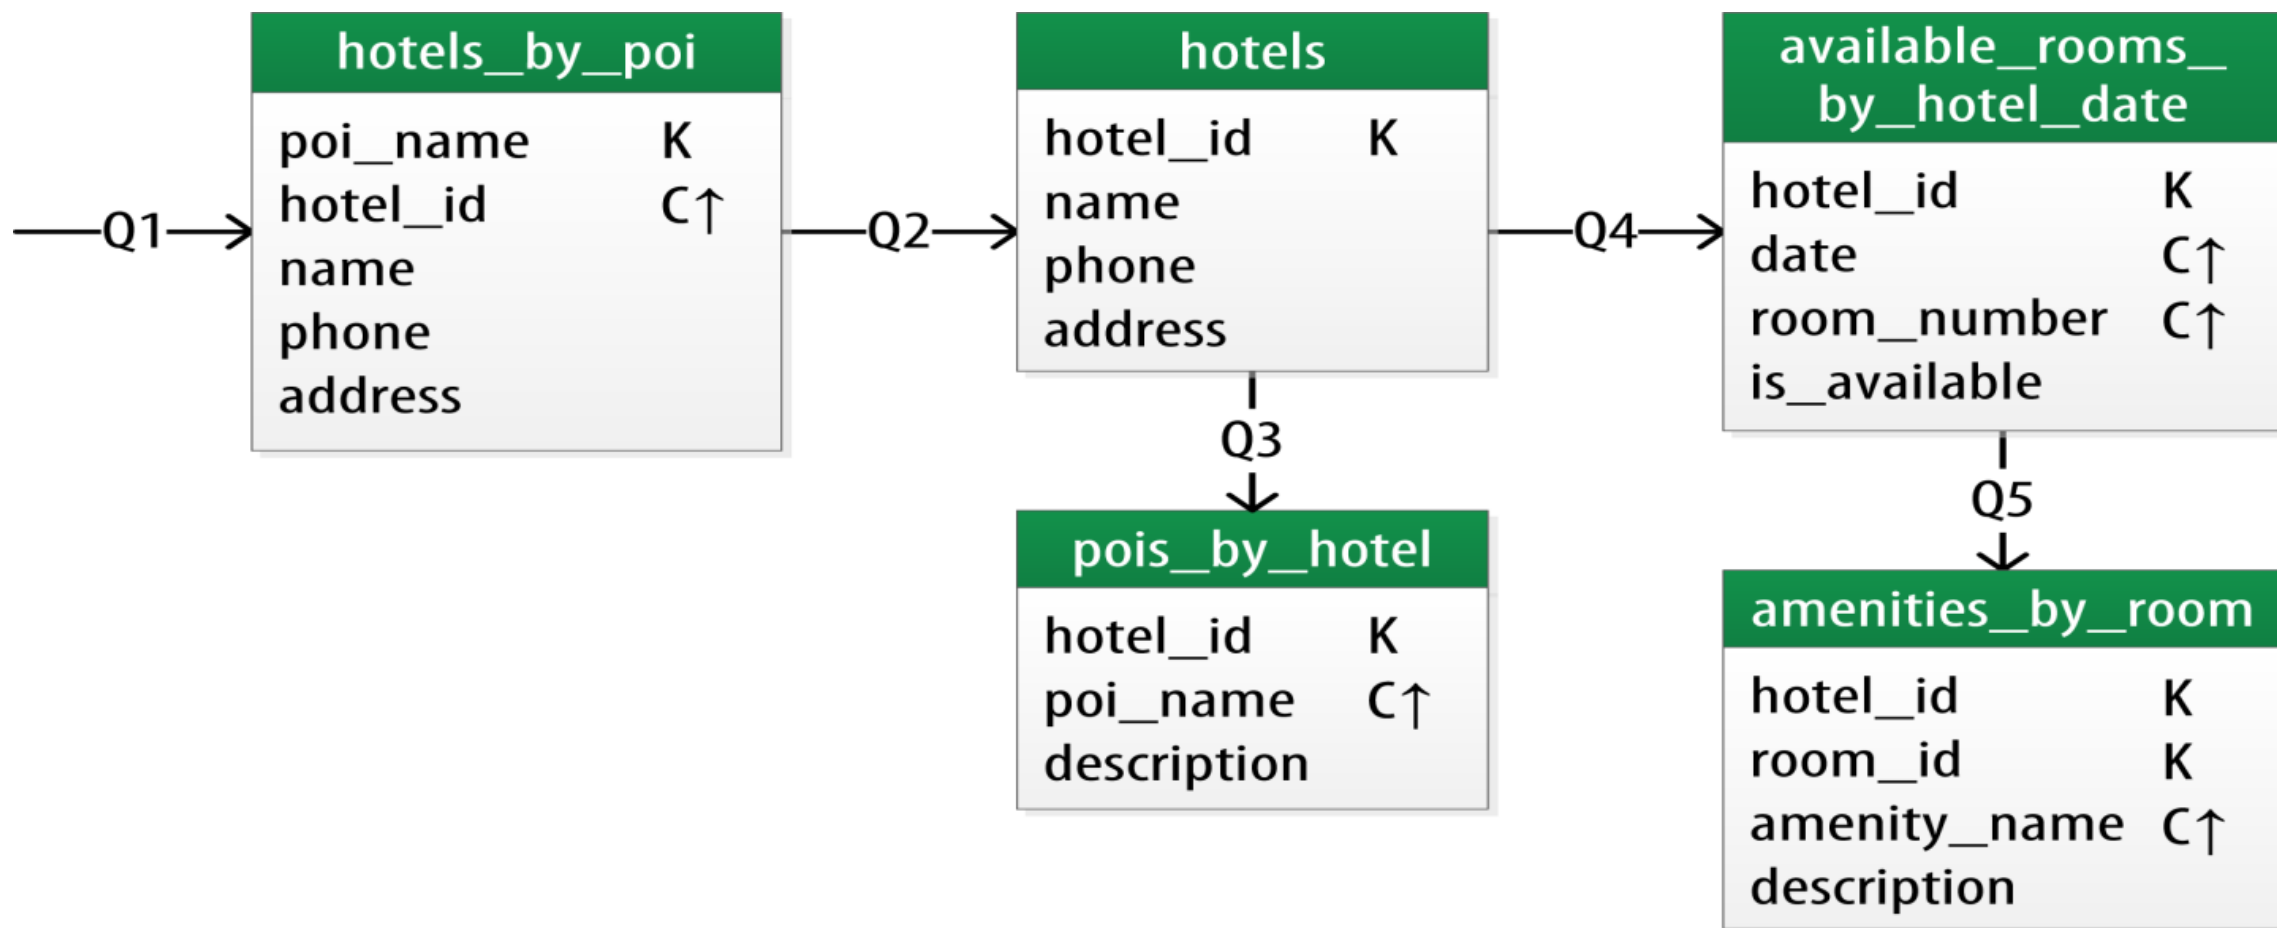 Q1
hotels_by_poi
poi_name K
hotel_id C↑
name
phone
address
Q2
hotels
hotel_id K
name
phone
address
Q3
pois_by_hotel
hotel_id K
poi_name C↑
description
Q4
available_rooms_
by_hotel_date
hotel_id K
date C↑
room_number C↑
is_available
Q5
amenities_by_room
hotel_id K
room_id K
amenity_name C↑
description